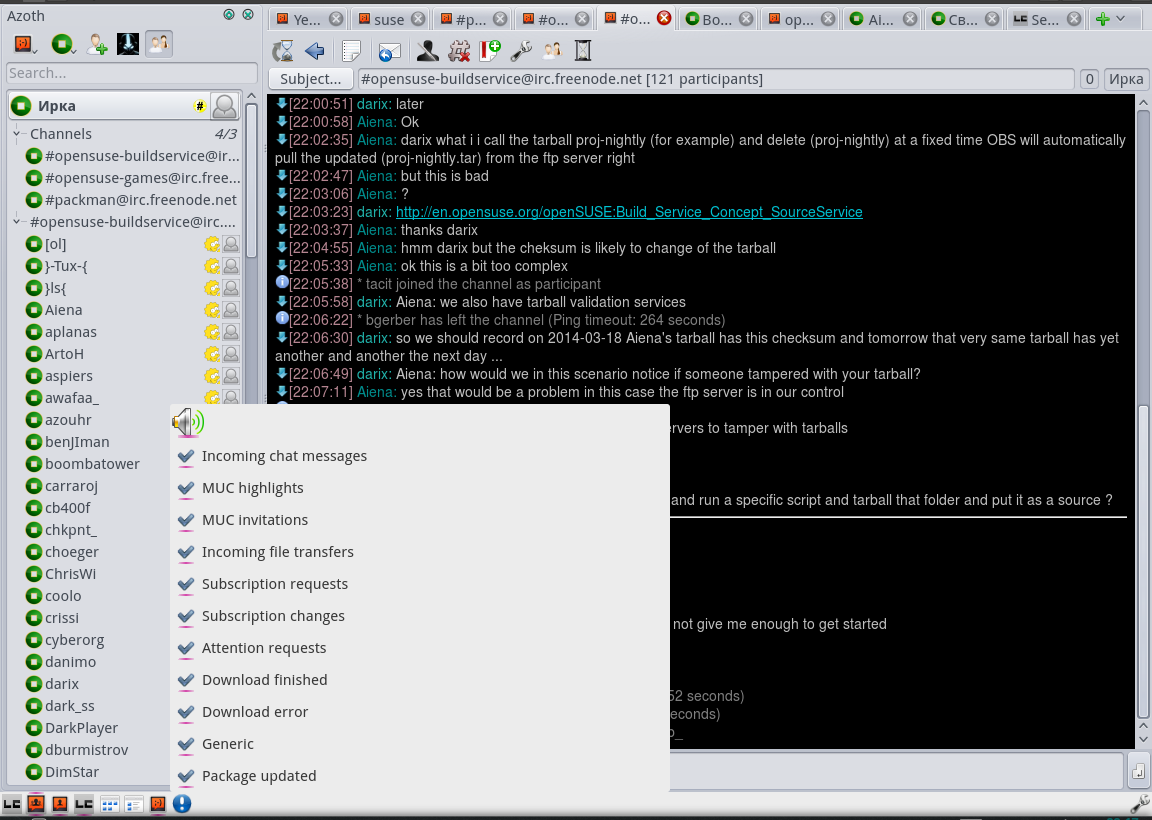 Azoth
Ye...
suse
#p...
#o...
#o...
Bo...
op...
Ai...
Св...
LC Se...
Search...
Subject...
#opensuse-buildservice@irc.freenode.net [121 participants]
0
Ирка
Ирка
#
Channels 4/3
#opensuse-buildservice@ir...
#opensuse-games@irc.free...
#packman@irc.freenode.net
#opensuse-buildservice@irc....
[ol]
}-Tux-{
}ls{
Aiena
aplanas
ArtoH
aspiers
awafaa_
azouhr
benJIman
boombatower
carraroj
cb400f
chkpnt_
choeger
ChrisWi
coolo
crissi
cyberorg
danimo
darix
dark_ss
DarkPlayer
dburmistrov
DimStar
[22:00:51] darix: later
[22:00:58] Aiena: Ok
[22:02:35] Aiena: darix what i i call the tarball proj-nightly (for example) and delete (proj-nightly) at a fixed time OBS will automatically
pull the updated (proj-nightly.tar) from the ftp server right
[22:02:47] Aiena: but this is bad
[22:03:06] Aiena: ?
[22:03:23] darix: http://en.opensuse.org/openSUSE:Build_Service_Concept_SourceService
[22:03:37] Aiena: thanks darix
[22:04:55] Aiena: hmm darix but the cheksum is likely to change of the tarball
[22:05:33] Aiena: ok this is a bit too complex
[22:05:38] * tacit joined the channel as participant
[22:05:58] darix: Aiena: we also have tarball validation services
[22:06:22] * bgerber has left the channel (Ping timeout: 264 seconds)
[22:06:30] darix: so we should record on 2014-03-18 Aiena's tarball has this checksum and tomorrow that very same tarball has yet
another and another the next day ...
[22:06:49] darix: Aiena: how would we in this scenario notice if someone tampered with your tarball?
[22:07:11] Aiena: yes that would be a problem in this case the ftp server is in our control
rvers to tamper with tarballs
and run a specific script and tarball that folder and put it as a source ?
not give me enough to get started
52 seconds)
econds)
o_
Incoming chat messages
MUC highlights
MUC invitations
Incoming file transfers
Subscription requests
Subscription changes
Attention requests
Download finished
Download error
Generic
Package updated
LC
LC